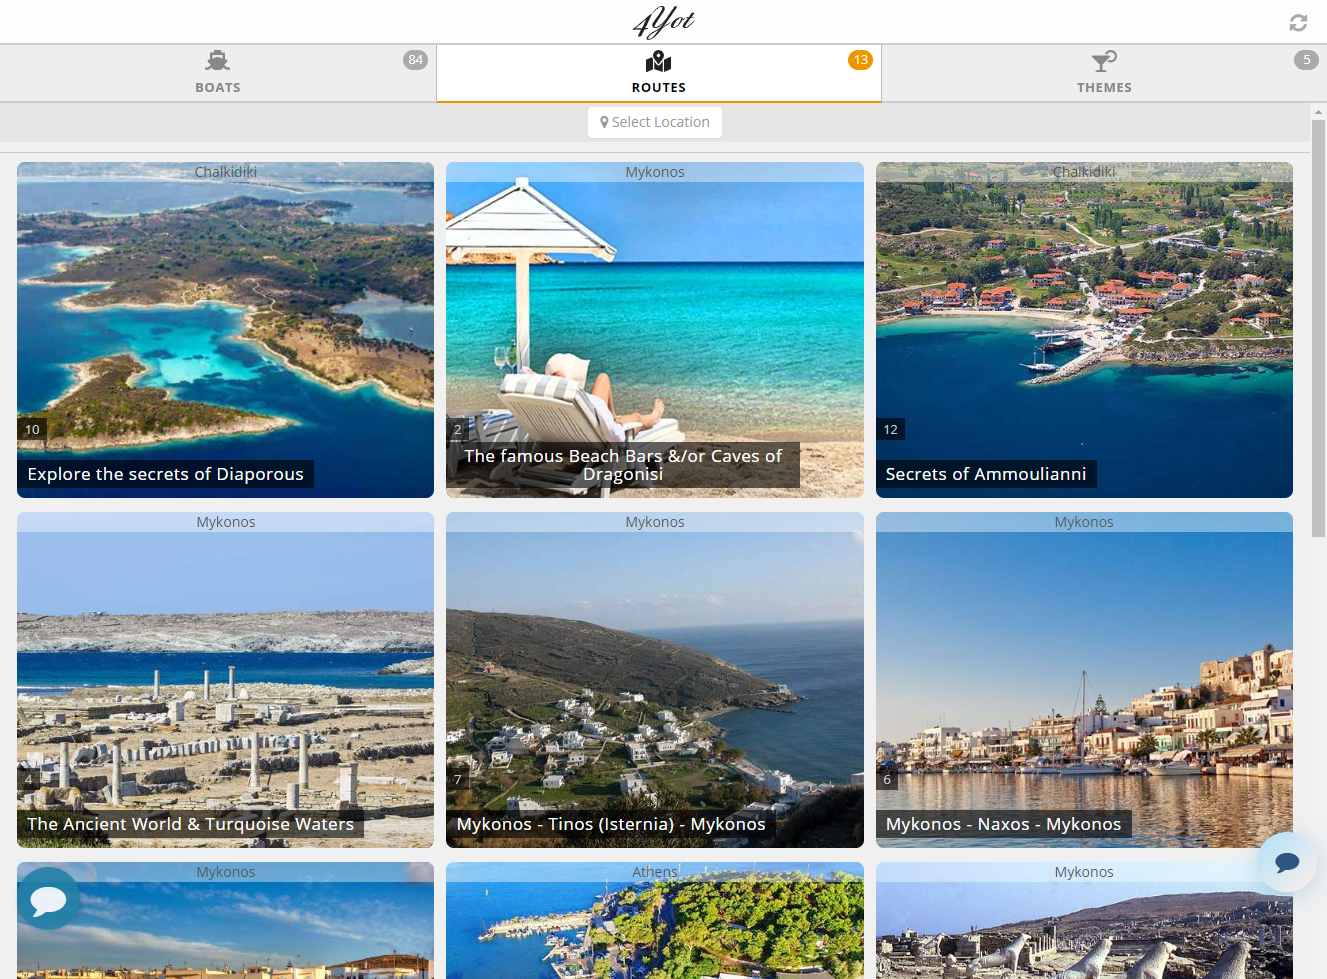 4Yot
BOATS
84
ROUTES
13
THEMES
5
Select Location
Chalkidiki
10
Explore the secrets of Diaporous
Mykonos
2
The famous Beach Bars &/or Caves of
Dragonisi
Chalkidiki
12
Secrets of Ammoulianni
Mykonos
4
The Ancient World & Turquoise Waters
Mykonos
7
Mykonos - Tinos (Isternia) - Mykonos
Mykonos
6
Mykonos - Naxos - Mykonos
Mykonos
Athens
Mykonos